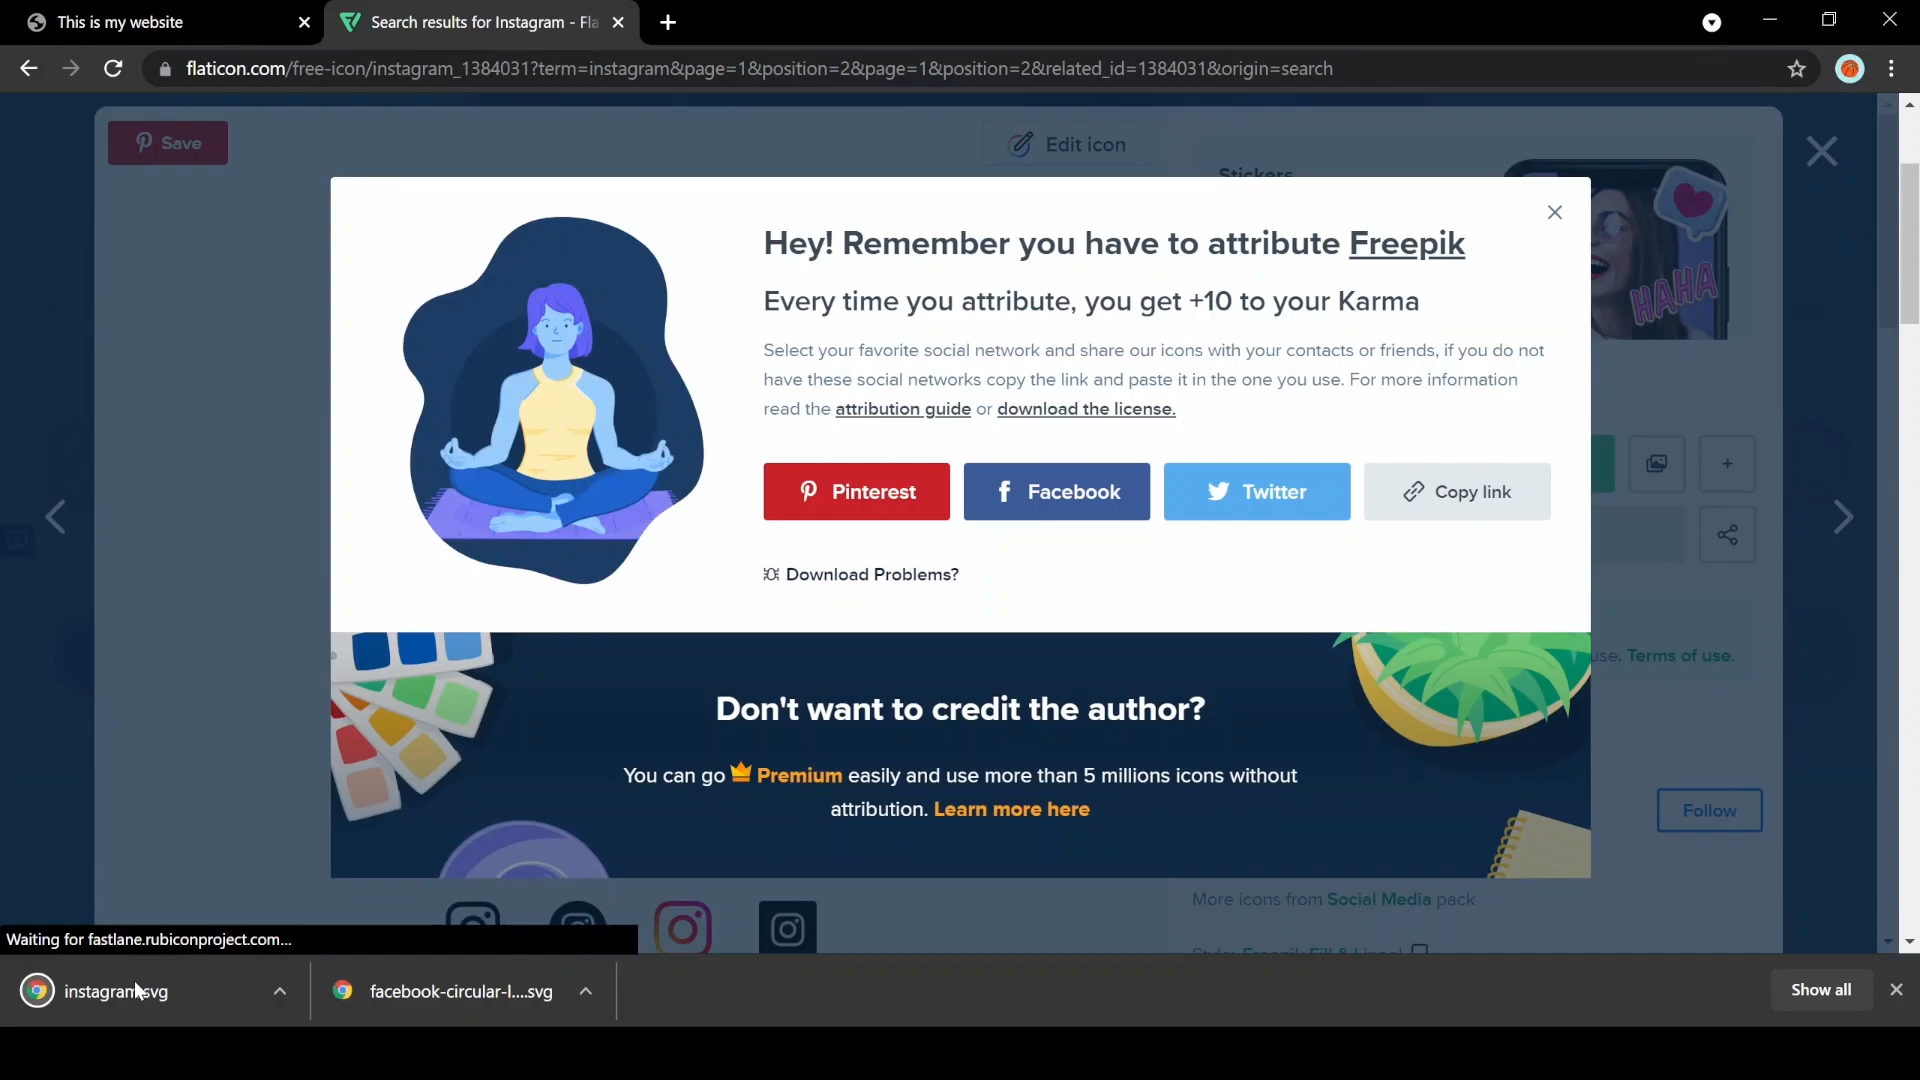 This is my website
Search results for Instagram - Fla
flaticon.com/free-icon/instagram_1384031?term=instagram&page=1&position=2&page=1&position=2&related_id=1384031&origin=search
Save
Edit icon
Stickers
HAHA
Hey! Remember you have to attribute Freepik
Every time you attribute, you get +10 to your Karma
Select your favorite social network and share our icons with your contacts or friends, if you do not
have these social networks copy the link and paste it in the one you use. For more information
read the attribution guide or download the license.
Pinterest
Facebook
Twitter
Copy link
Download Problems?
use. Terms of use.
Don't want to credit the author?
You can go Premium easily and use more than 5 millions icons without
attribution. Learn more here
Follow
More icons from Social Media pack
Waiting for fastlane.rubiconproject.com...
instagram.svg
facebook-circular-l....svg
Show all